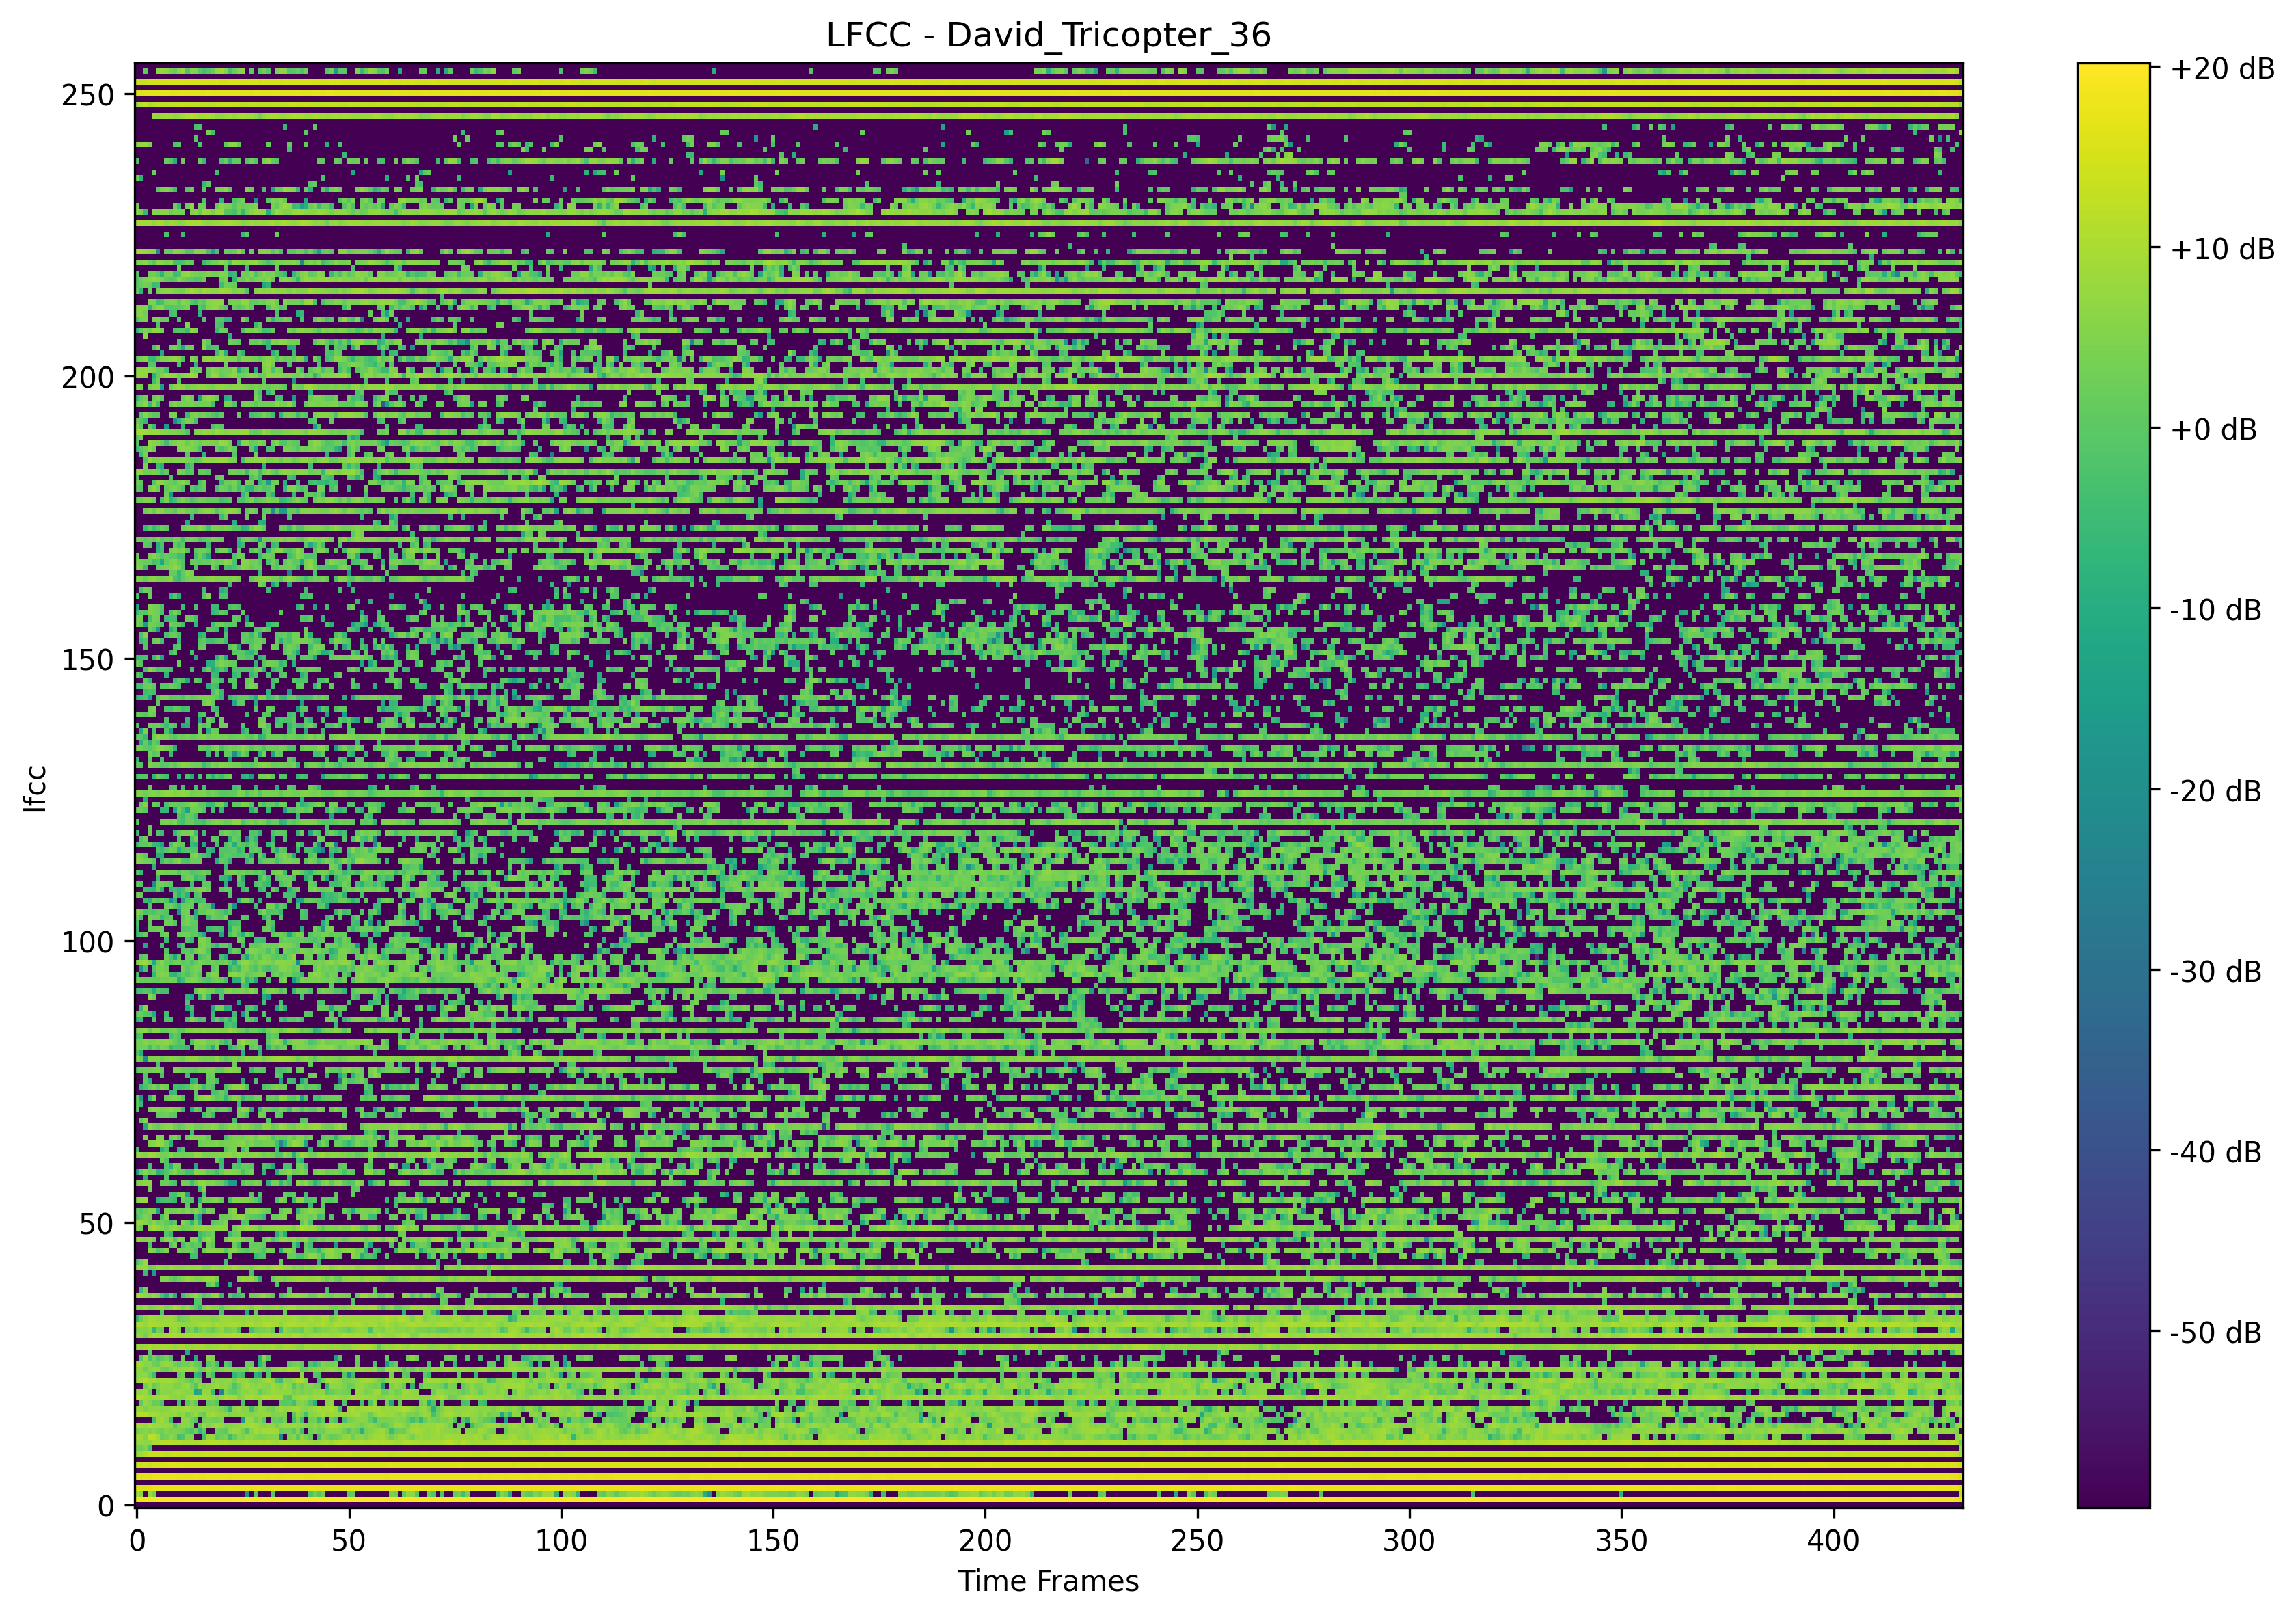 LFCC - David_Tricopter_36
250
200
150
100
50
0
lfcc
0 50 100 150 200 250 300 350 400
Time Frames
+20 dB
+10 dB
+0 dB
-10 dB
-20 dB
-30 dB
-40 dB
-50 dB